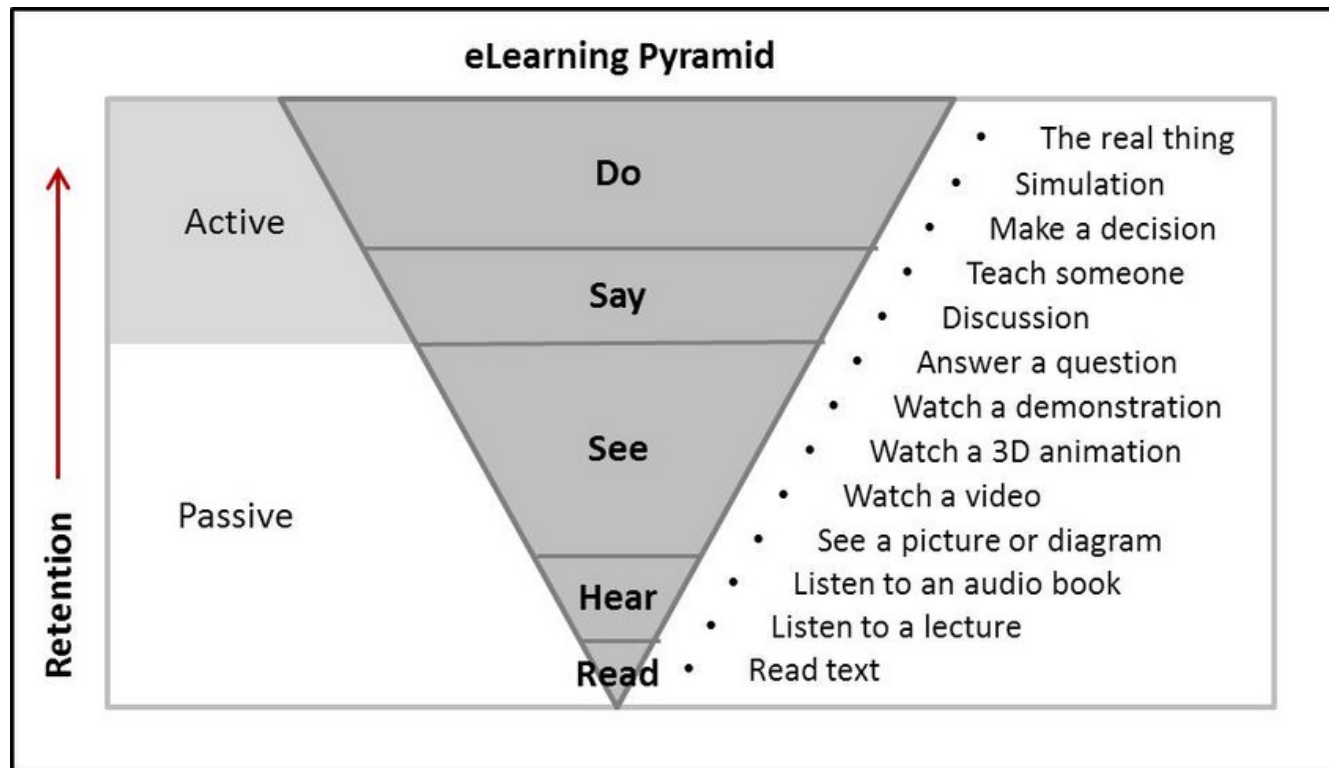 eLearning Pyramid
Retention
Active
Passive
Do
Say
See
Hear
Read
• The real thing
• Simulation
• Make a decision
• Teach someone
• Discussion
• Answer a question
• Watch a demonstration
• Watch a 3D animation
• Watch a video
• See a picture or diagram
• Listen to an audio book
• Listen to a lecture
• Read text